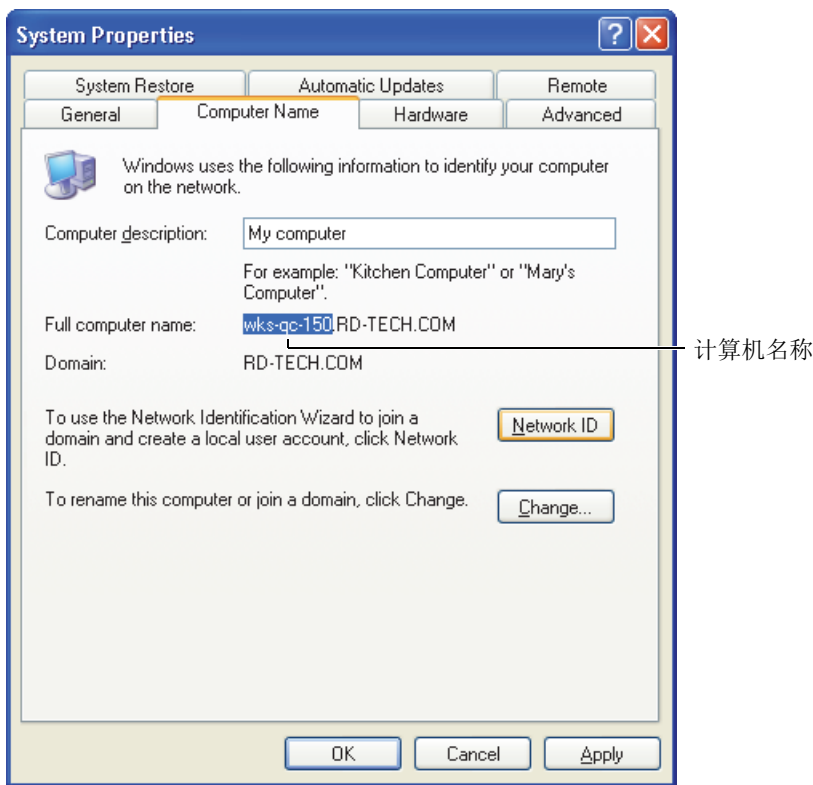 System Properties
System Restore
Automatic Updates
Remote
General
Computer Name
Hardware
Advanced
Windows uses the following information to identify your computer
on the network.
Computer description:
My computer
For example: "Kitchen Computer" or "Mary's
Computer".
Full computer name:
wks-qc-150.RD-TECH.COM
计算机名称
Domain:
RD-TECH.COM
To use the Network Identification Wizard to join a
domain and create a local user account, click Network
ID.
Network ID
To rename this computer or join a domain, click Change.
Change...
OK
Cancel
Apply